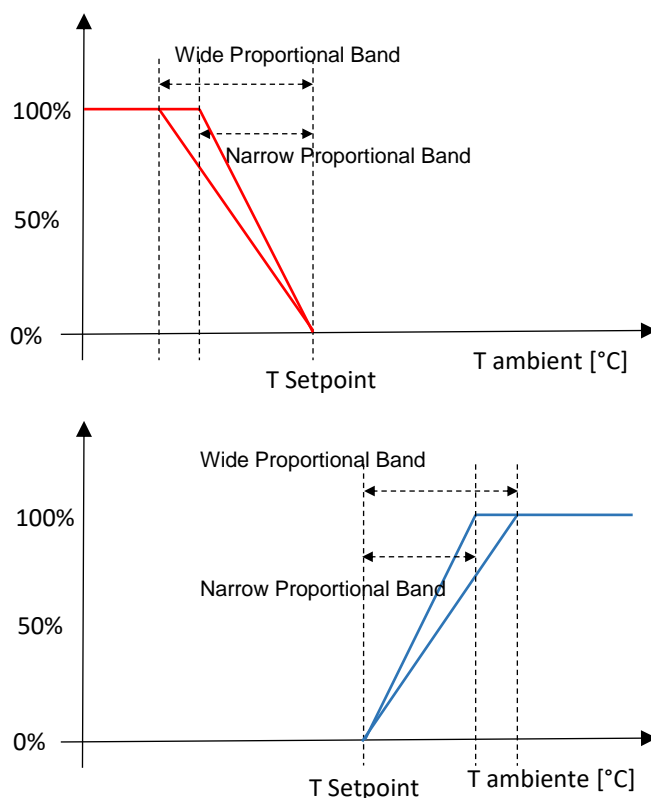 Wide Proportional Band
100%
Narrow Proportional Band
50%
0%
T Setpoint
T ambient [°C]
Wide Proportional Band
100%
Narrow Proportional Band
50%
0%
T Setpoint
T ambiente [°C]